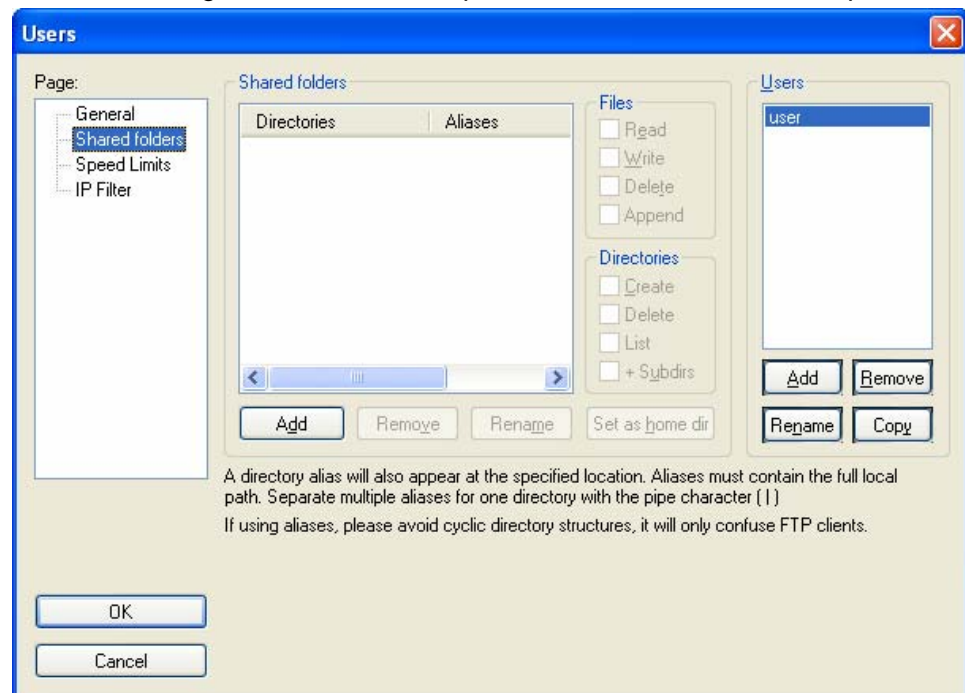 Users
Page:
General
Shared folders
Speed Limits
IP Filter
Shared folders
Directories Aliases
Files
Read
Write
Delete
Append
Directories
Create
Delete
List
+ Subdirs
Add Remove Rename Set as home dir
Users
user
Add Remove
Rename Copy
A directory alias will also appear at the specified location. Aliases must contain the full local
path. Separate multiple aliases for one directory with the pipe character ( | )
If using aliases, please avoid cyclic directory structures, it will only confuse FTP clients.
OK
Cancel